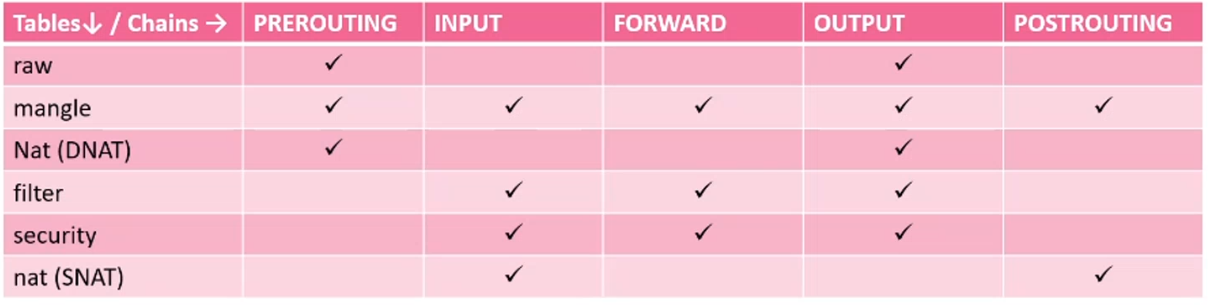 Tables↓ / Chains → PREROUTING INPUT FORWARD OUTPUT POSTROUTING
raw ✓ ✓
mangle ✓ ✓ ✓ ✓ ✓
Nat (DNAT) ✓ ✓
filter ✓ ✓ ✓
security ✓ ✓ ✓
nat (SNAT) ✓ ✓